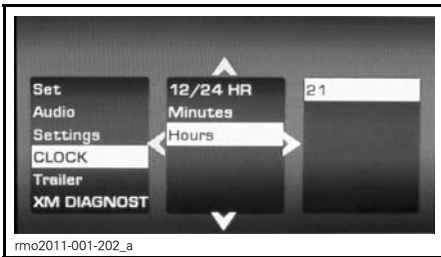 Set
Audio
Settings
CLOCK
Trailer
XM DIAGNOST
12/24 HR
Minutes
Hours
21
rmo2011-001-202_a